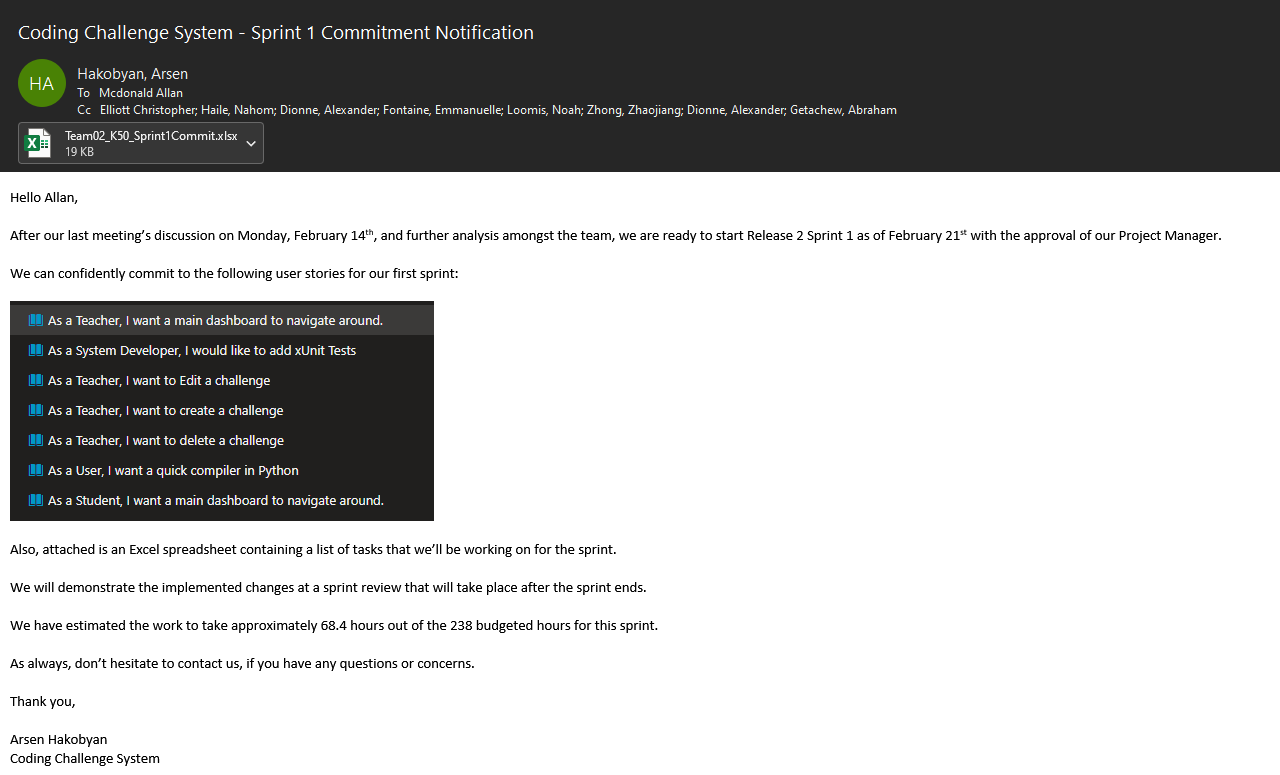 Coding Challenge System - Sprint 1 Commitment Notification
HA
Hakobyan, Arsen
To Mcdonald Allan
Cc Elliott Christopher; Haile, Nahom; Dionne, Alexander; Fontaine, Emmanuelle; Loomis, Noah; Zhong, Zhaojiang; Dionne, Alexander; Getachew, Abraham
Team02_K50_Sprint1Commit.xlsx
19 KB
Hello Allan,
After our last meeting’s discussion on Monday, February 14th, and further analysis amongst the team, we are ready to start Release 2 Sprint 1 as of February 21st with the approval of our Project Manager.
We can confidently commit to the following user stories for our first sprint:
As a Teacher, I want a main dashboard to navigate around.
As a System Developer, I would like to add xUnit Tests
As a Teacher, I want to Edit a challenge
As a Teacher, I want to create a challenge
As a Teacher, I want to delete a challenge
As a User, I want a quick compiler in Python
As a Student, I want a main dashboard to navigate around.
Also, attached is an Excel spreadsheet containing a list of tasks that we’ll be working on for the sprint.
We will demonstrate the implemented changes at a sprint review that will take place after the sprint ends.
We have estimated the work to take approximately 68.4 hours out of the 238 budgeted hours for this sprint.
As always, don’t hesitate to contact us, if you have any questions or concerns.
Thank you,
Arsen Hakobyan
Coding Challenge System